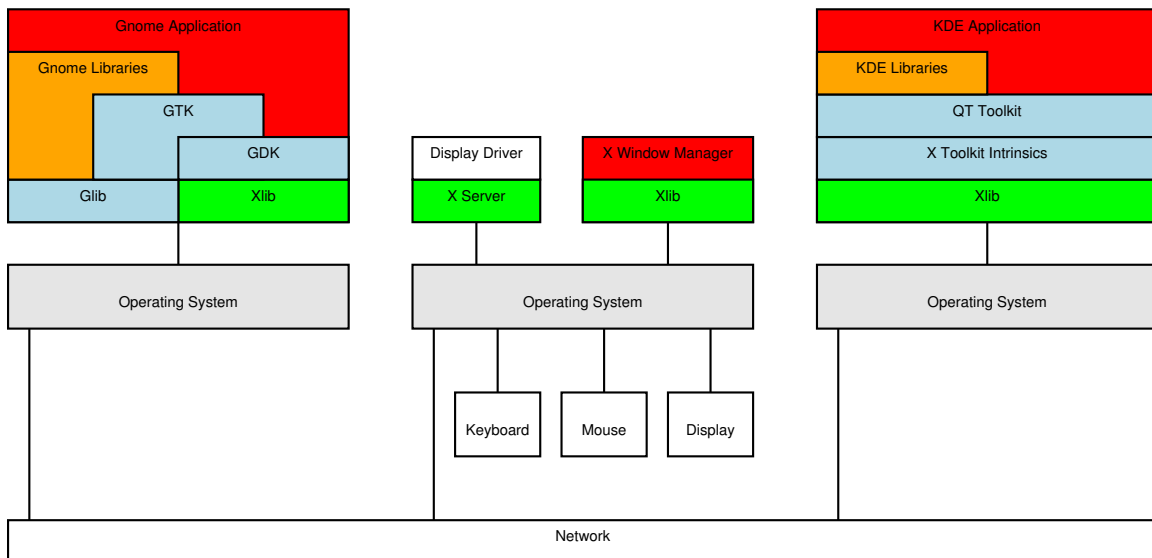 Gnome Application
Gnome Libraries
GTK
GDK
Glib
Xlib
Operating System
Display Driver
X Server
X Window Manager
Xlib
Operating System
Keyboard
Mouse
Display
KDE Application
KDE Libraries
QT Toolkit
X Toolkit Intrinsics
Xlib
Operating System
Network